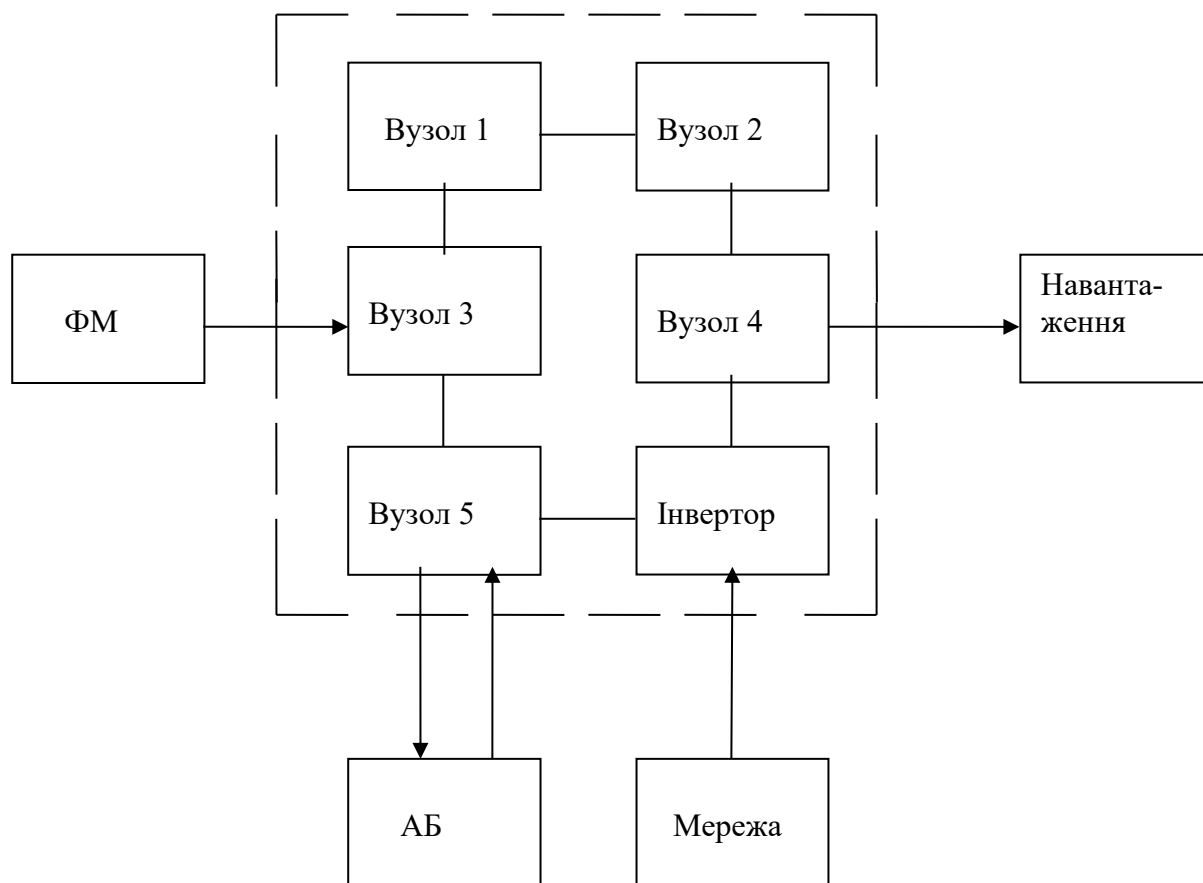 Вузол 1
Вузол 2
ФМ
Вузол 3
Вузол 4
Наванта-
ження
Вузол 5
Інвертор
АБ
Мережа